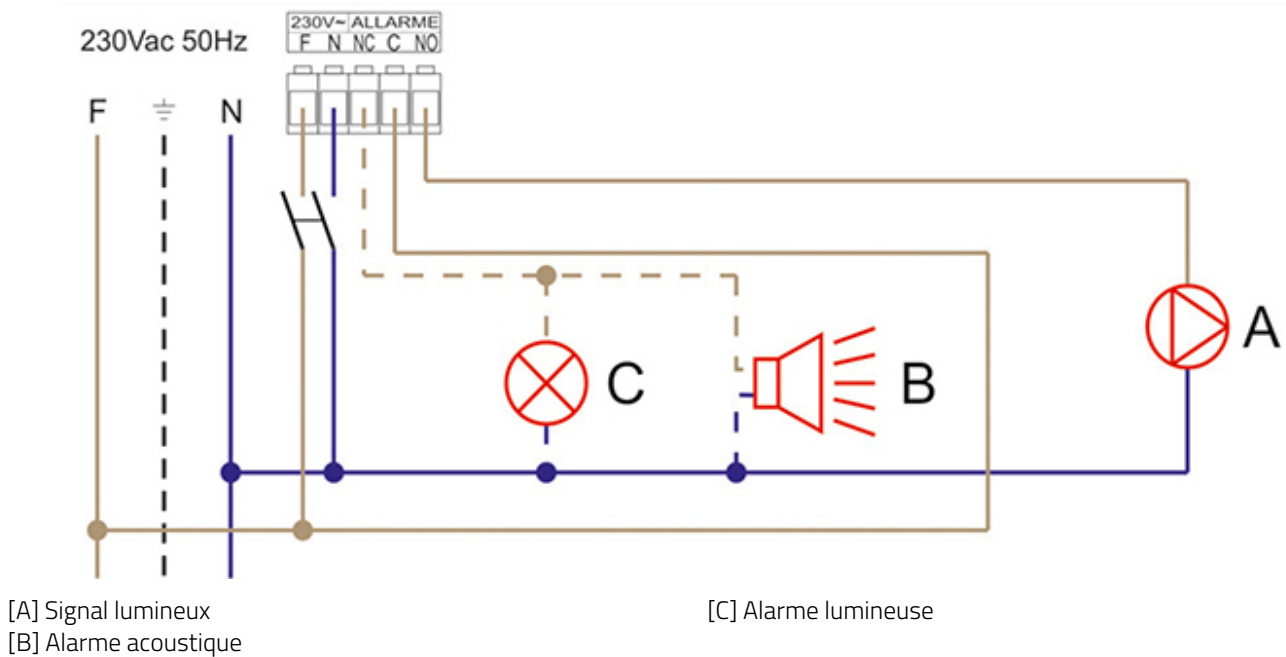 230V~ ALLARME
230Vac 50Hz
F N NC C NO
F N
A
C
B
[A] Signal lumineux
[C] Alarme lumineuse
[B] Alarme acoustique